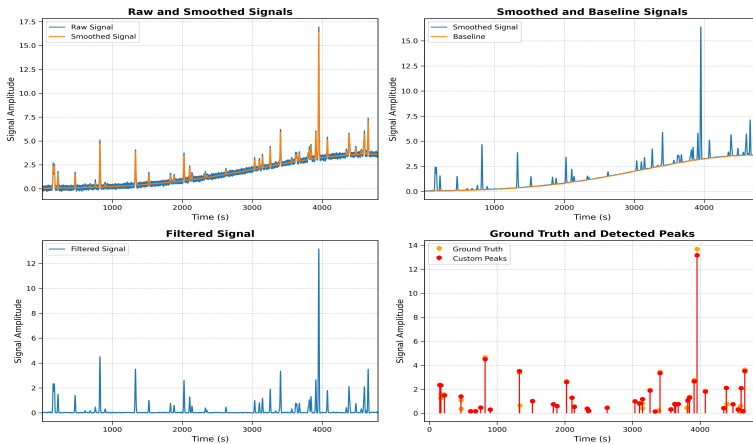 Raw and Smoothed Signals
Raw Signal
Smoothed Signal
Signal Amplitude
17.5
15.0
12.5
10.0
7.5
5.0
2.5
0.0
1000
2000
3000
4000
Time (s)
Smoothed and Baseline Signals
Smoothed Signal
Baseline
Signal Amplitude
15.0
12.5
10.0
7.5
5.0
2.5
0.0
1000
2000
3000
4000
Time (s)
Filtered Signal
Filtered Signal
Signal Amplitude
12
10
8
6
4
2
0
1000
2000
3000
4000
Time (s)
Ground Truth and Detected Peaks
Ground Truth
Custom Peaks
Signal Amplitude
14
12
10
8
6
4
2
0
0
1000
2000
3000
4000
Time (s)